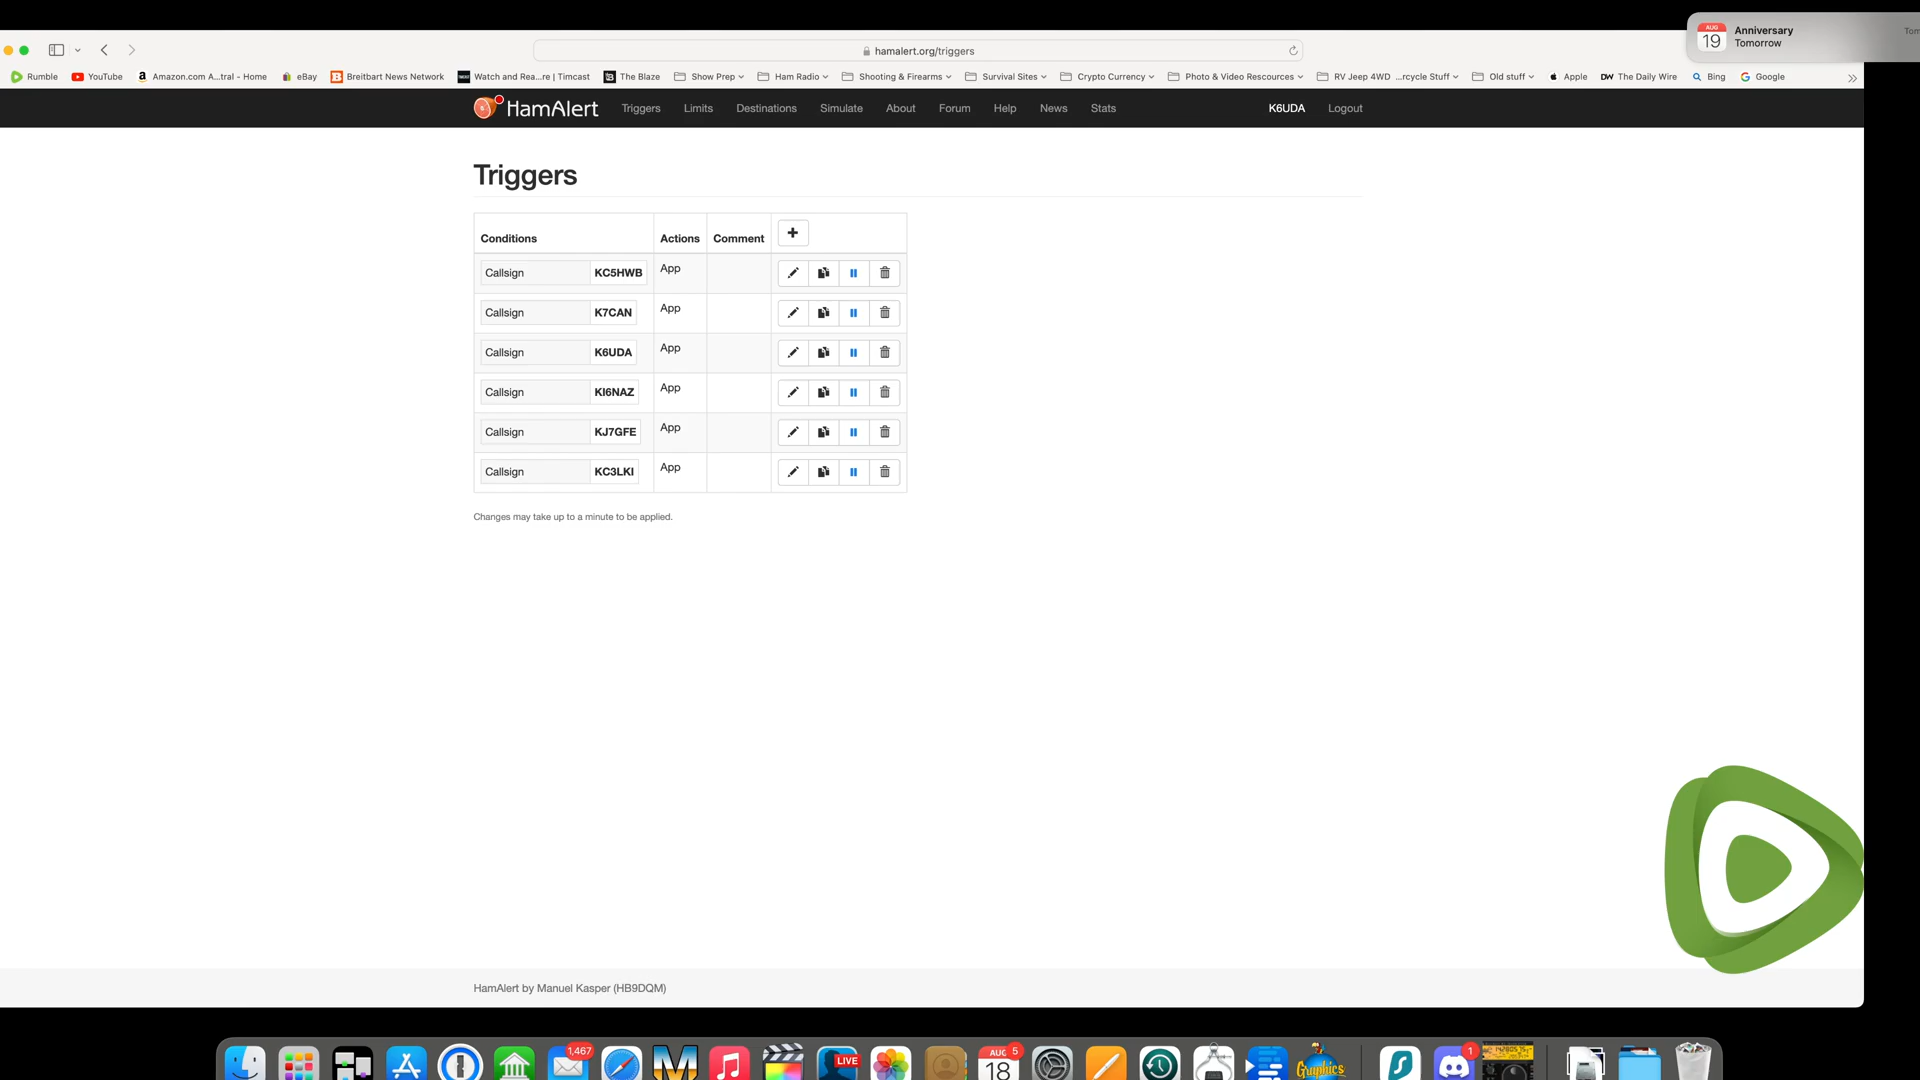 AUG
19
Anniversary
Tomorrow
Tom
hamalert.org/triggers
Rumble
YouTube
Amazon.com A...tral - Home
eBay
Breitbart News Network
Watch and Rea...re | Timcast
The Blaze
Show Prep
Ham Radio
Shooting & Firearms
Survival Sites
Crypto Currency
Photo & Video Rescources
RV Jeep 4WD ...rcycle Stuff
Old stuff
Apple
DW The Daily Wire
Bing
Google
HamAlert
Triggers
Limits
Destinations
Simulate
About
Forum
Help
News
Stats
K6UDA
Logout
Triggers
Conditions Actions Comment
Callsign KC5HWB App
Callsign K7CAN App
Callsign K6UDA App
Callsign KI6NAZ App
Callsign KJ7GFE App
Callsign KC3LKI App
Changes may take up to a minute to be applied.
HamAlert by Manuel Kasper (HB9DQM)
1,467
LIVE
AUG 5
18
Graphics
1